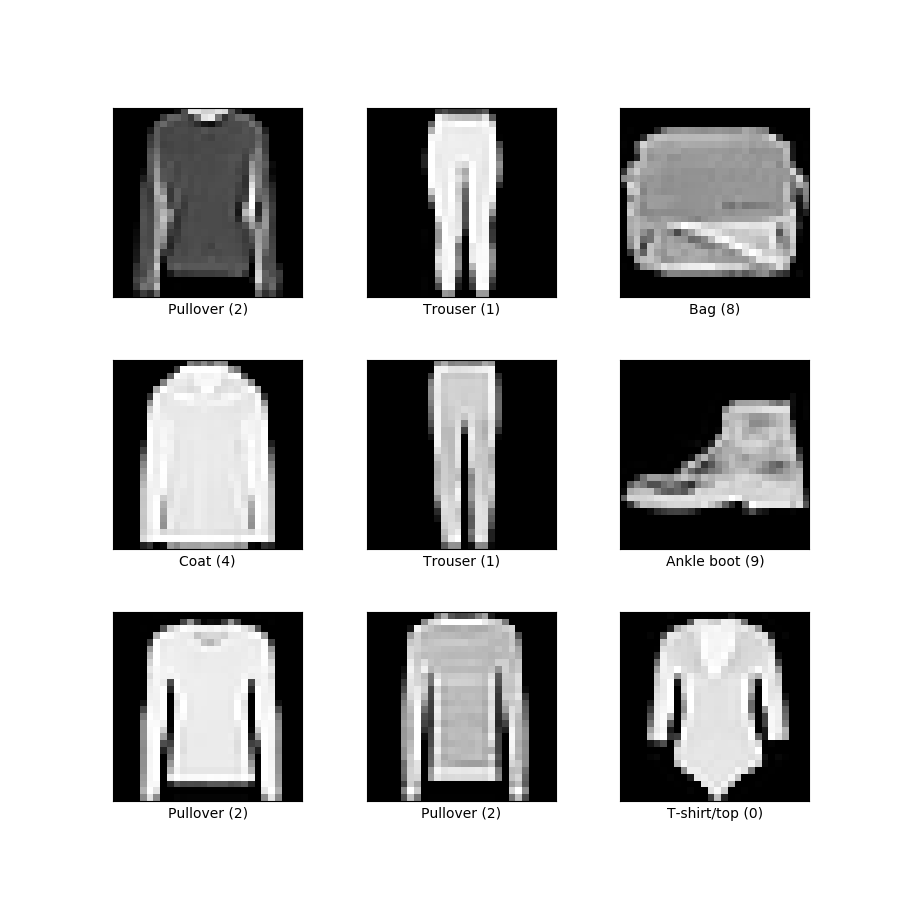 Pullover (2)
Trouser (1)
Bag (8)
Coat (4)
Trouser (1)
Ankle boot (9)
Pullover (2)
Pullover (2)
T-shirt/top (0)